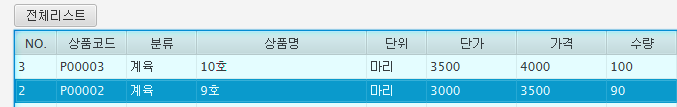 전체리스트
NO. 상품코드 분류 상품명 단위 단가 가격 수량
3 P00003 계육 10호 마리 3500 4000 100
2 P00002 계육 9호 마리 3000 3500 90